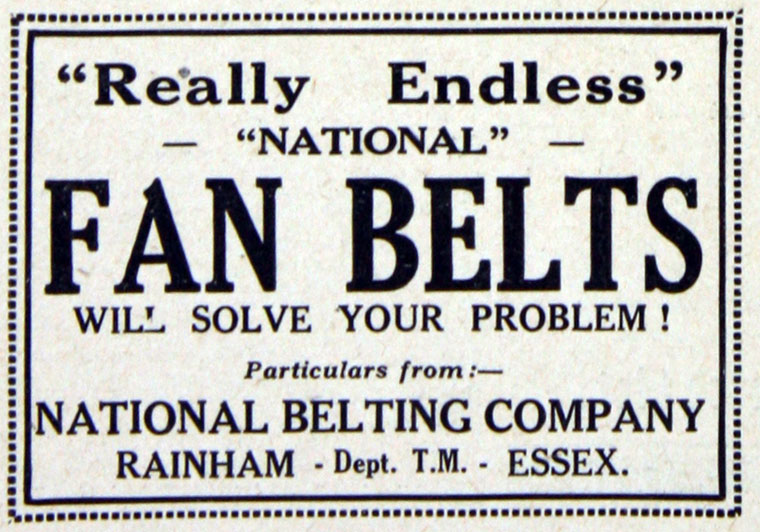 “Really Endless”
— “NATIONAL” —
FAN BELTS
WILL SOLVE YOUR PROBLEM !
Particulars from :—
NATIONAL BELTING COMPANY
RAINHAM - Dept. T.M. - ESSEX.